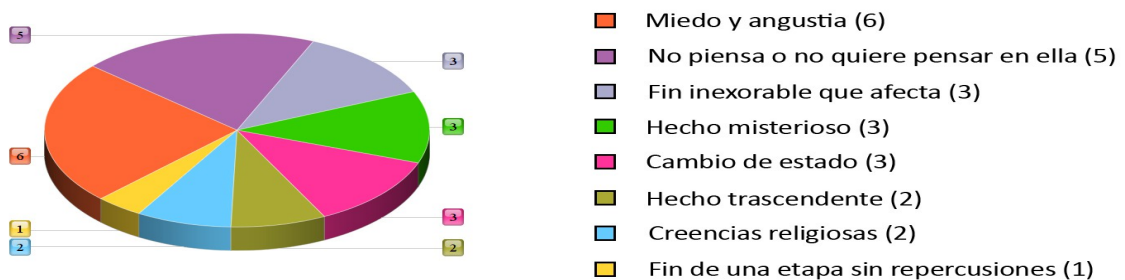 5
3
3
6
3
1
2
2
Miedo y angustia (6)
No piensa o no quiere pensar en ella (5)
Fin inexorable que afecta (3)
Hecho misterioso (3)
Cambio de estado (3)
Hecho trascendente (2)
Creencias religiosas (2)
Fin de una etapa sin repercusiones (1)